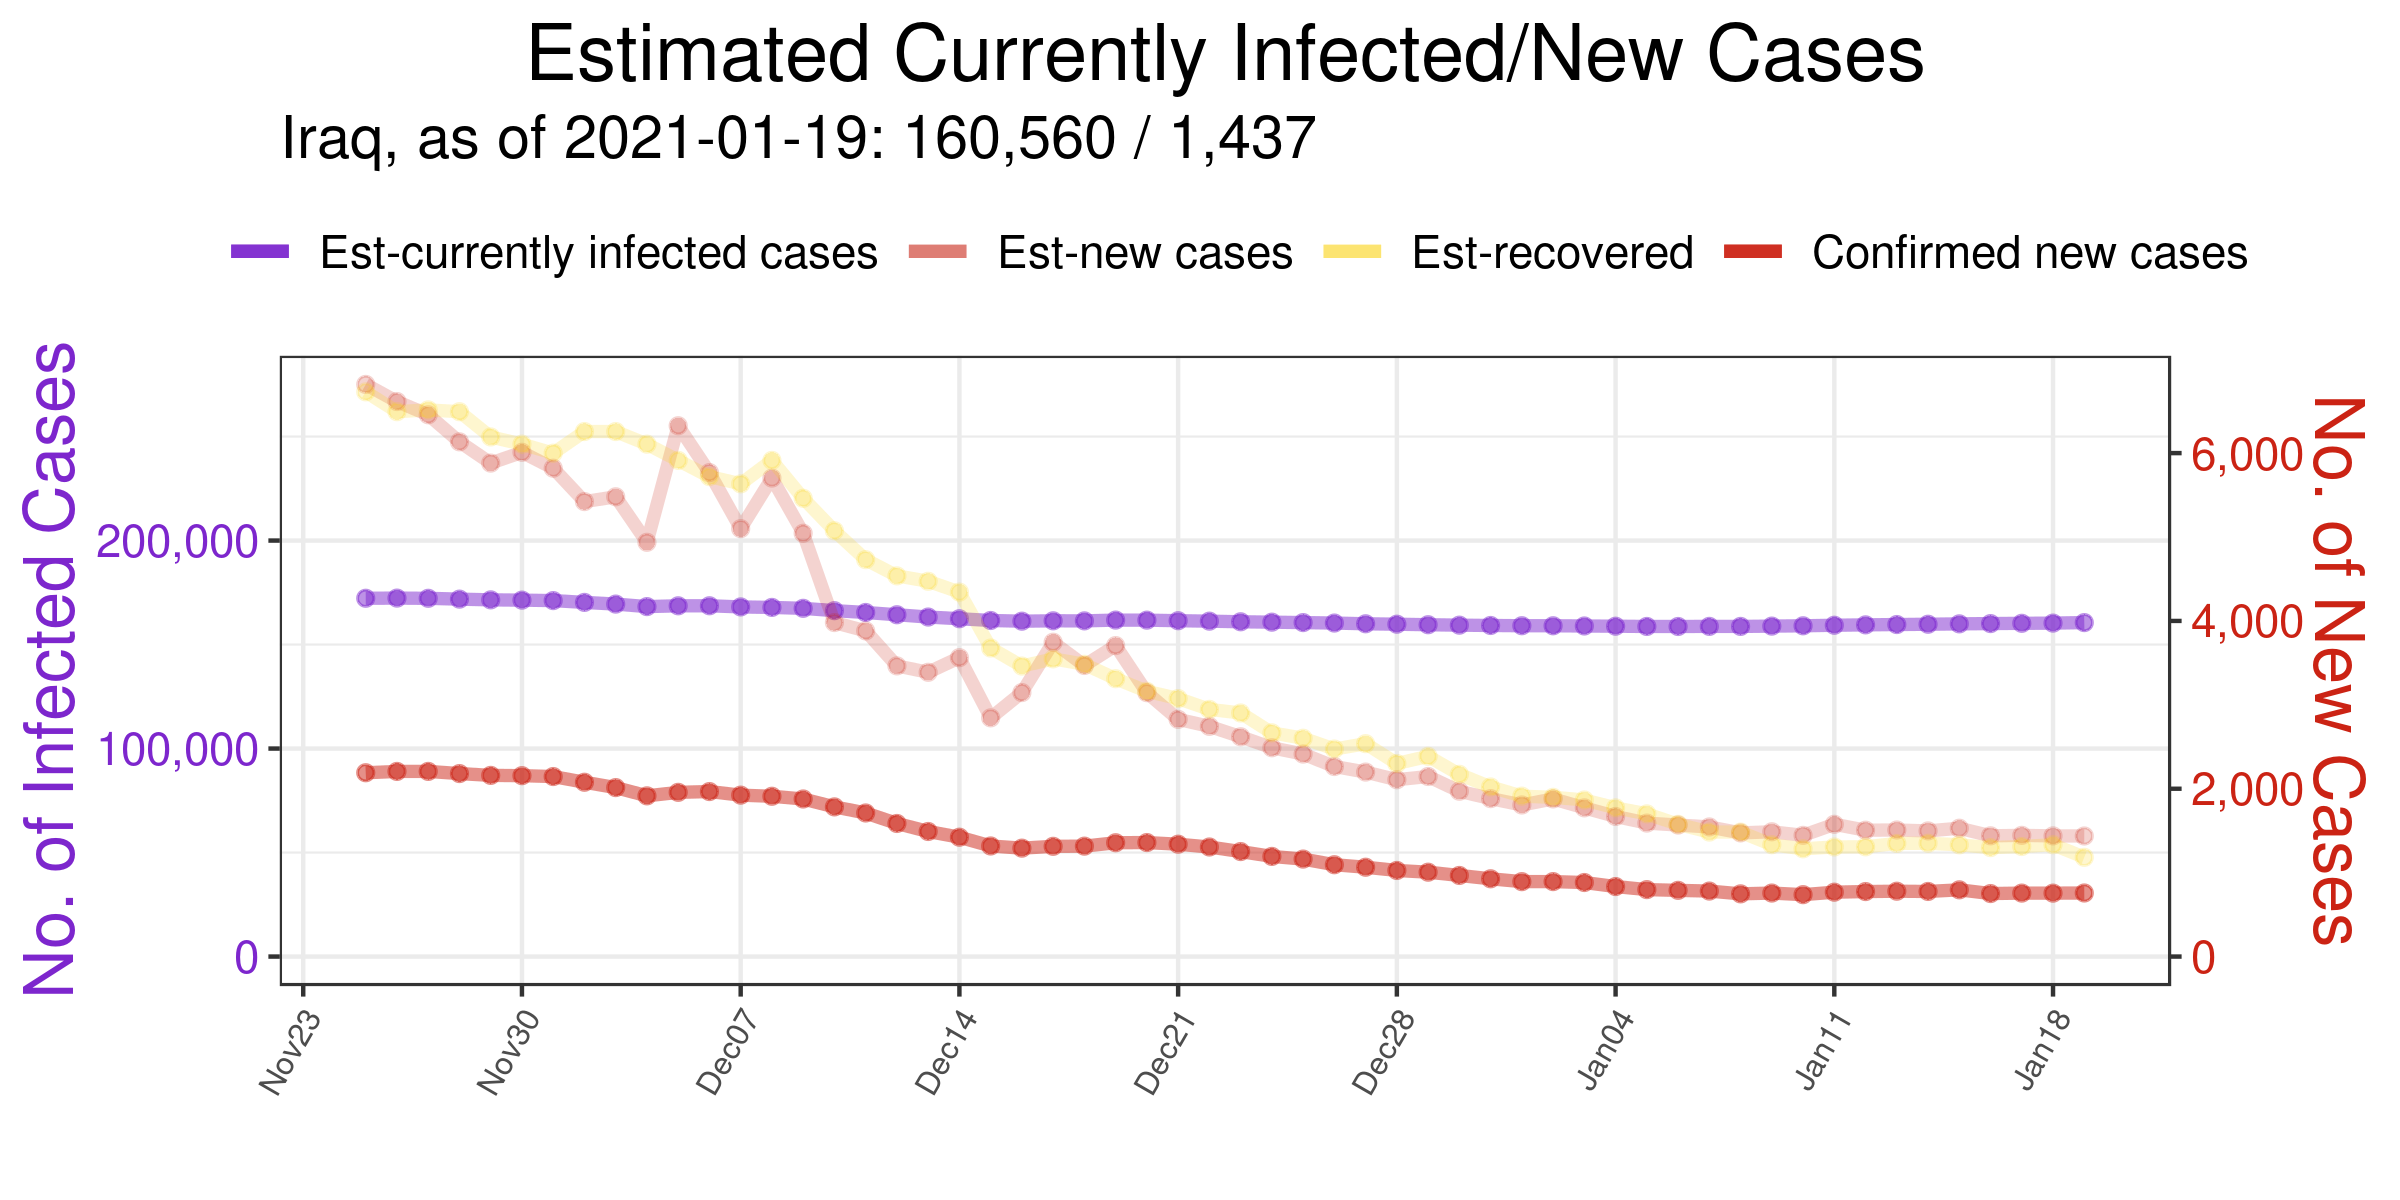 Estimated Currently Infected/New Cases
Iraq, as of 2021-01-19: 160,560 / 1,437
Est-currently infected cases Est-new cases Est-recovered Confirmed new cases
No. of Infected Cases
200,000
100,000
0
6,000
4,000
2,000
0
No. of New Cases
Nov23 Nov30 Dec07 Dec14 Dec21 Dec28 Jan04 Jan11 Jan18